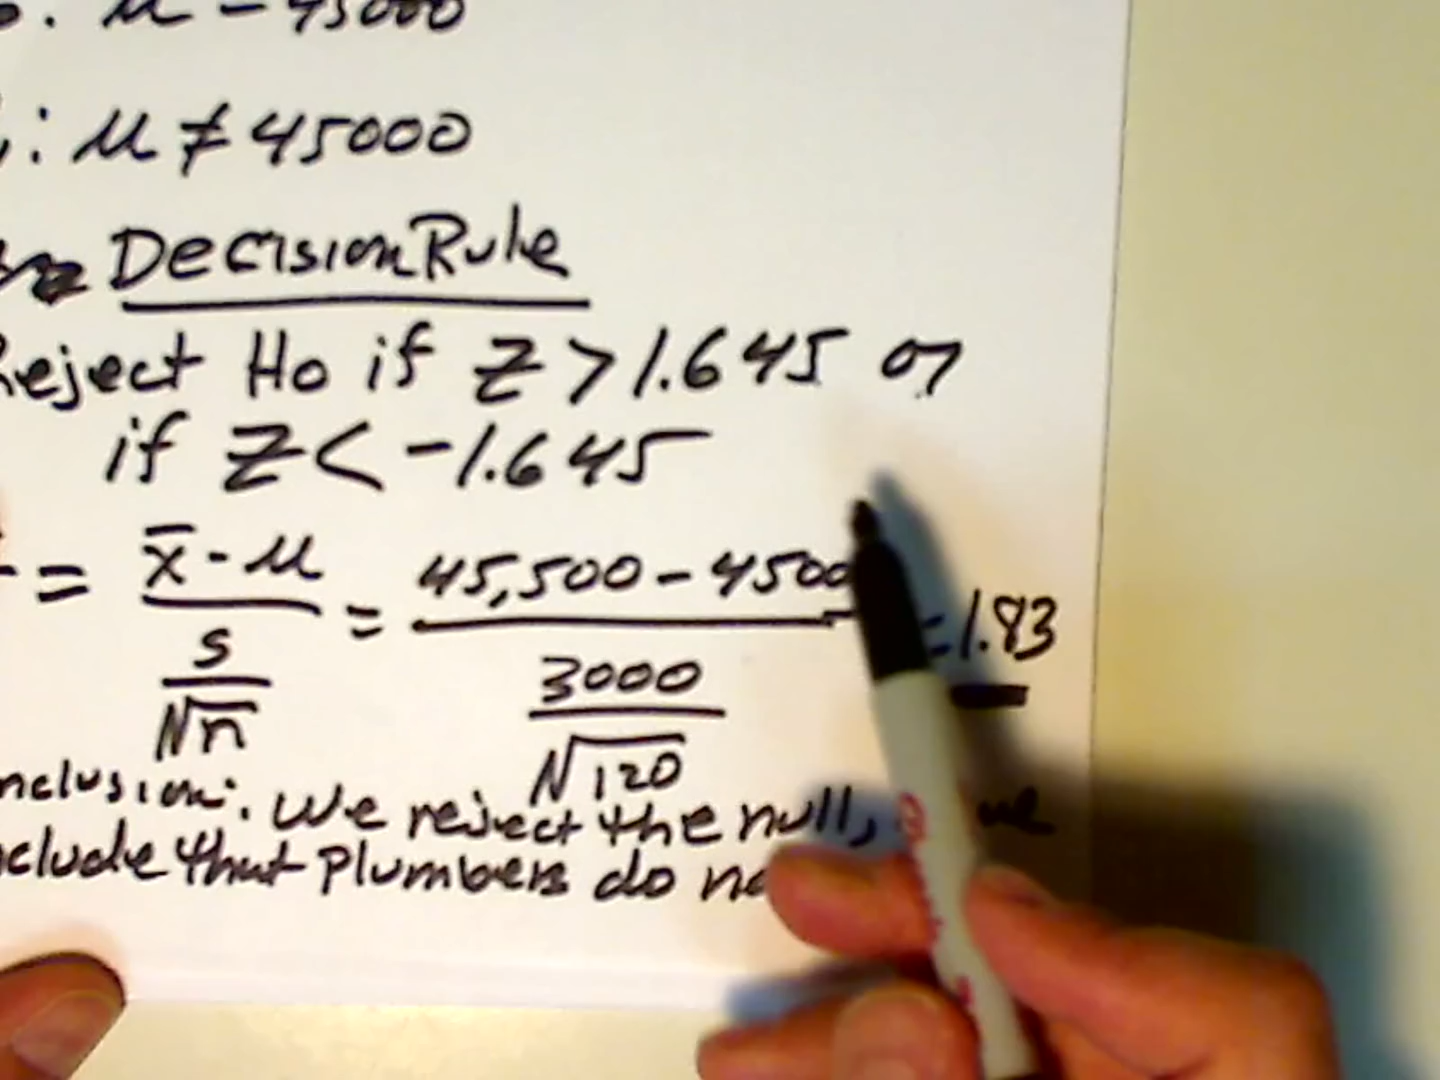 : μ = 45000
: μ ≠ 45000
Decision Rule
Reject Ho if Z > 1.645 or
if Z < -1.645
= x̄ - μ / s / √n = 45,500 - 4500 / 3000 / √120 = 1.83
nclusion: We reject the null,
clude that Plumbers do